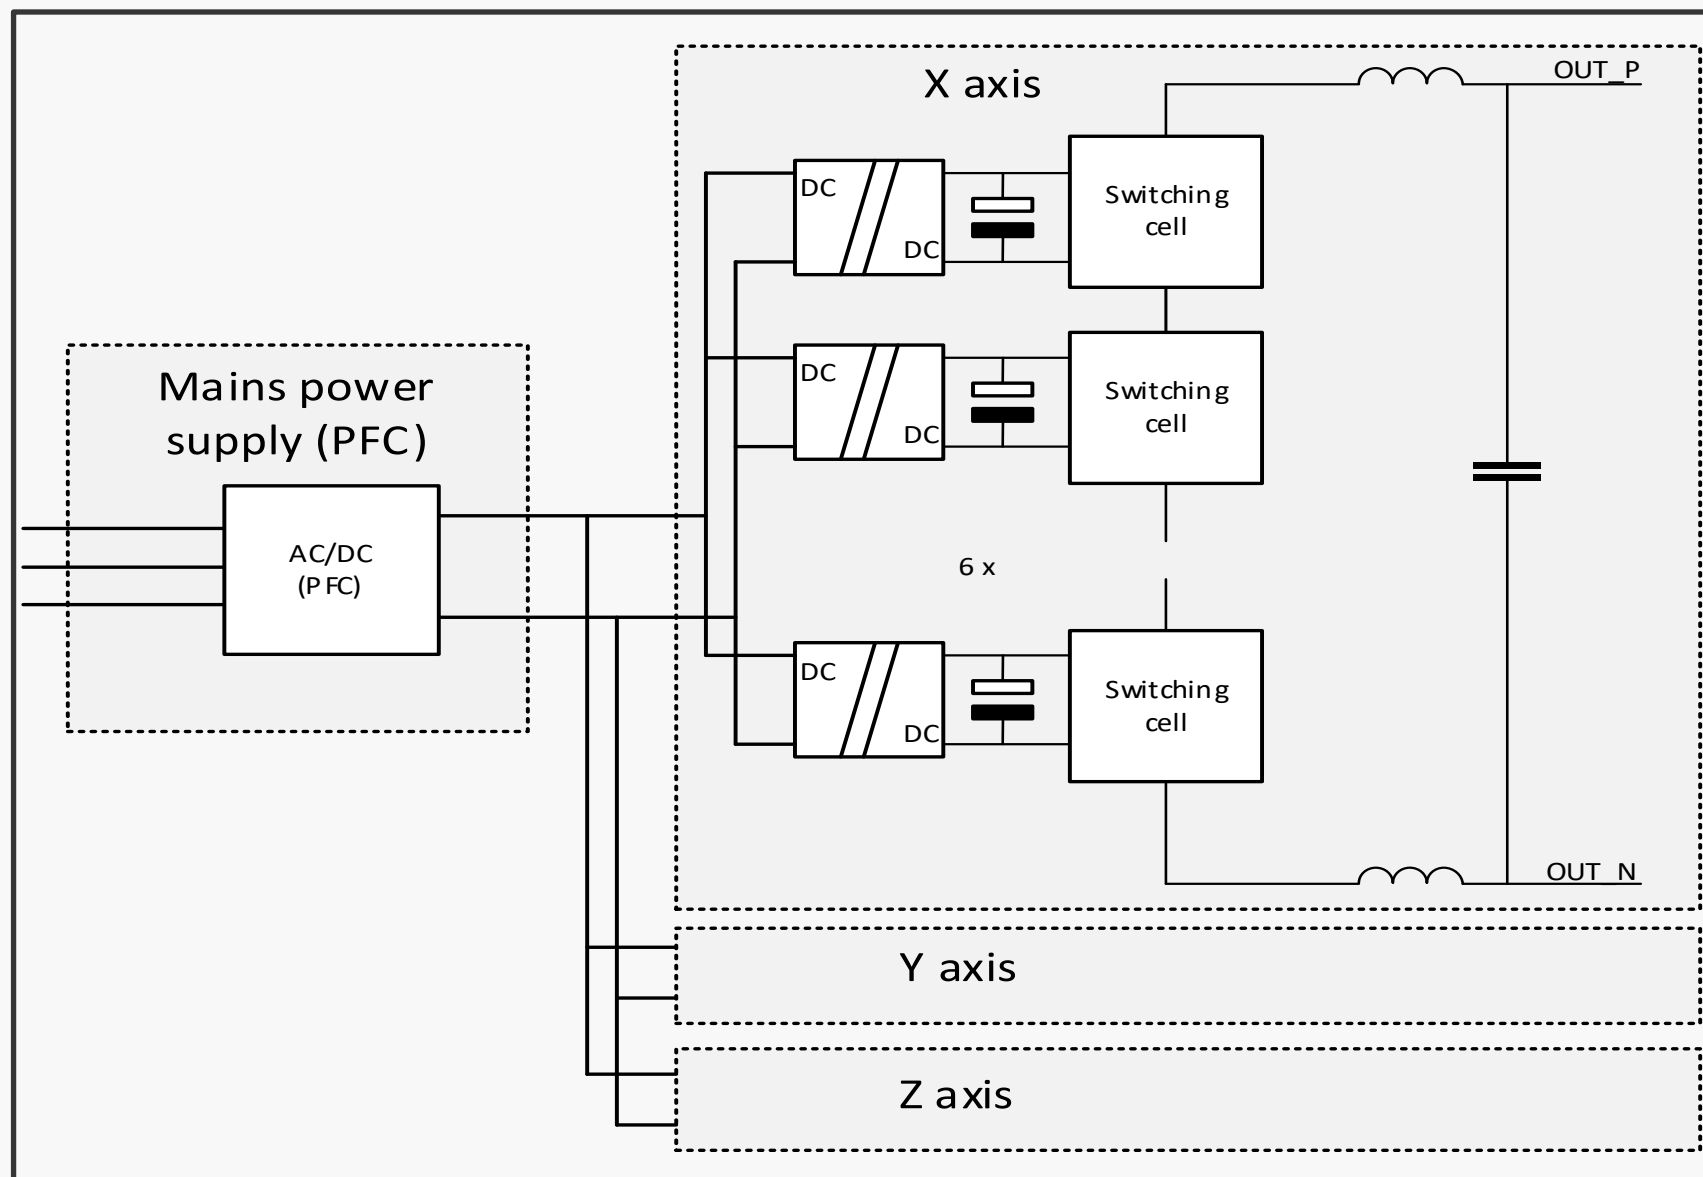 X axis
OUT_P
DC
DC
Switching
cell
DC
DC
Switching
cell
Mains power
supply (PFC)
AC/DC
(PFC)
6 x
DC
DC
Switching
cell
OUT_N
Y axis
Z axis